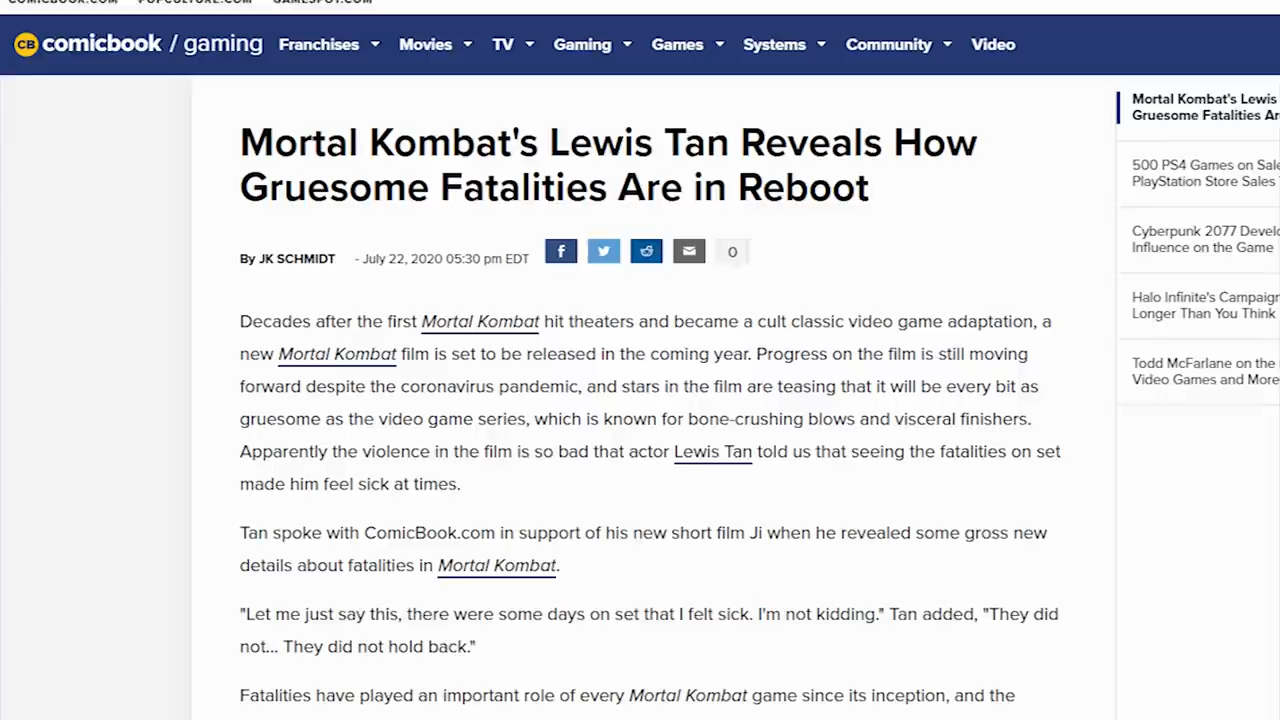 COMICBOOK.COM POPCULTURE.COM GAMESPOT.COM
CB comicbook / gaming Franchises Movies TV Gaming Games Systems Community Video
Mortal Kombat's Lewis Tan Reveals How
Gruesome Fatalities Are in Reboot
By JK SCHMIDT - July 22, 2020 05:30 pm EDT f 0
Decades after the first Mortal Kombat hit theaters and became a cult classic video game adaptation, a
new Mortal Kombat film is set to be released in the coming year. Progress on the film is still moving
forward despite the coronavirus pandemic, and stars in the film are teasing that it will be every bit as
gruesome as the video game series, which is known for bone-crushing blows and visceral finishers.
Apparently the violence in the film is so bad that actor Lewis Tan told us that seeing the fatalities on set
made him feel sick at times.
Tan spoke with ComicBook.com in support of his new short film Ji when he revealed some gross new
details about fatalities in Mortal Kombat.
"Let me just say this, there were some days on set that I felt sick. I'm not kidding." Tan added, "They did
not... They did not hold back."
Fatalities have played an important role of every Mortal Kombat game since its inception, and the
Mortal Kombat's Lewis
Gruesome Fatalities Ar
500 PS4 Games on Sale
PlayStation Store Sales
Cyberpunk 2077 Develo
Influence on the Game
Halo Infinite's Campaign
Longer Than You Think
Todd McFarlane on the
Video Games and More